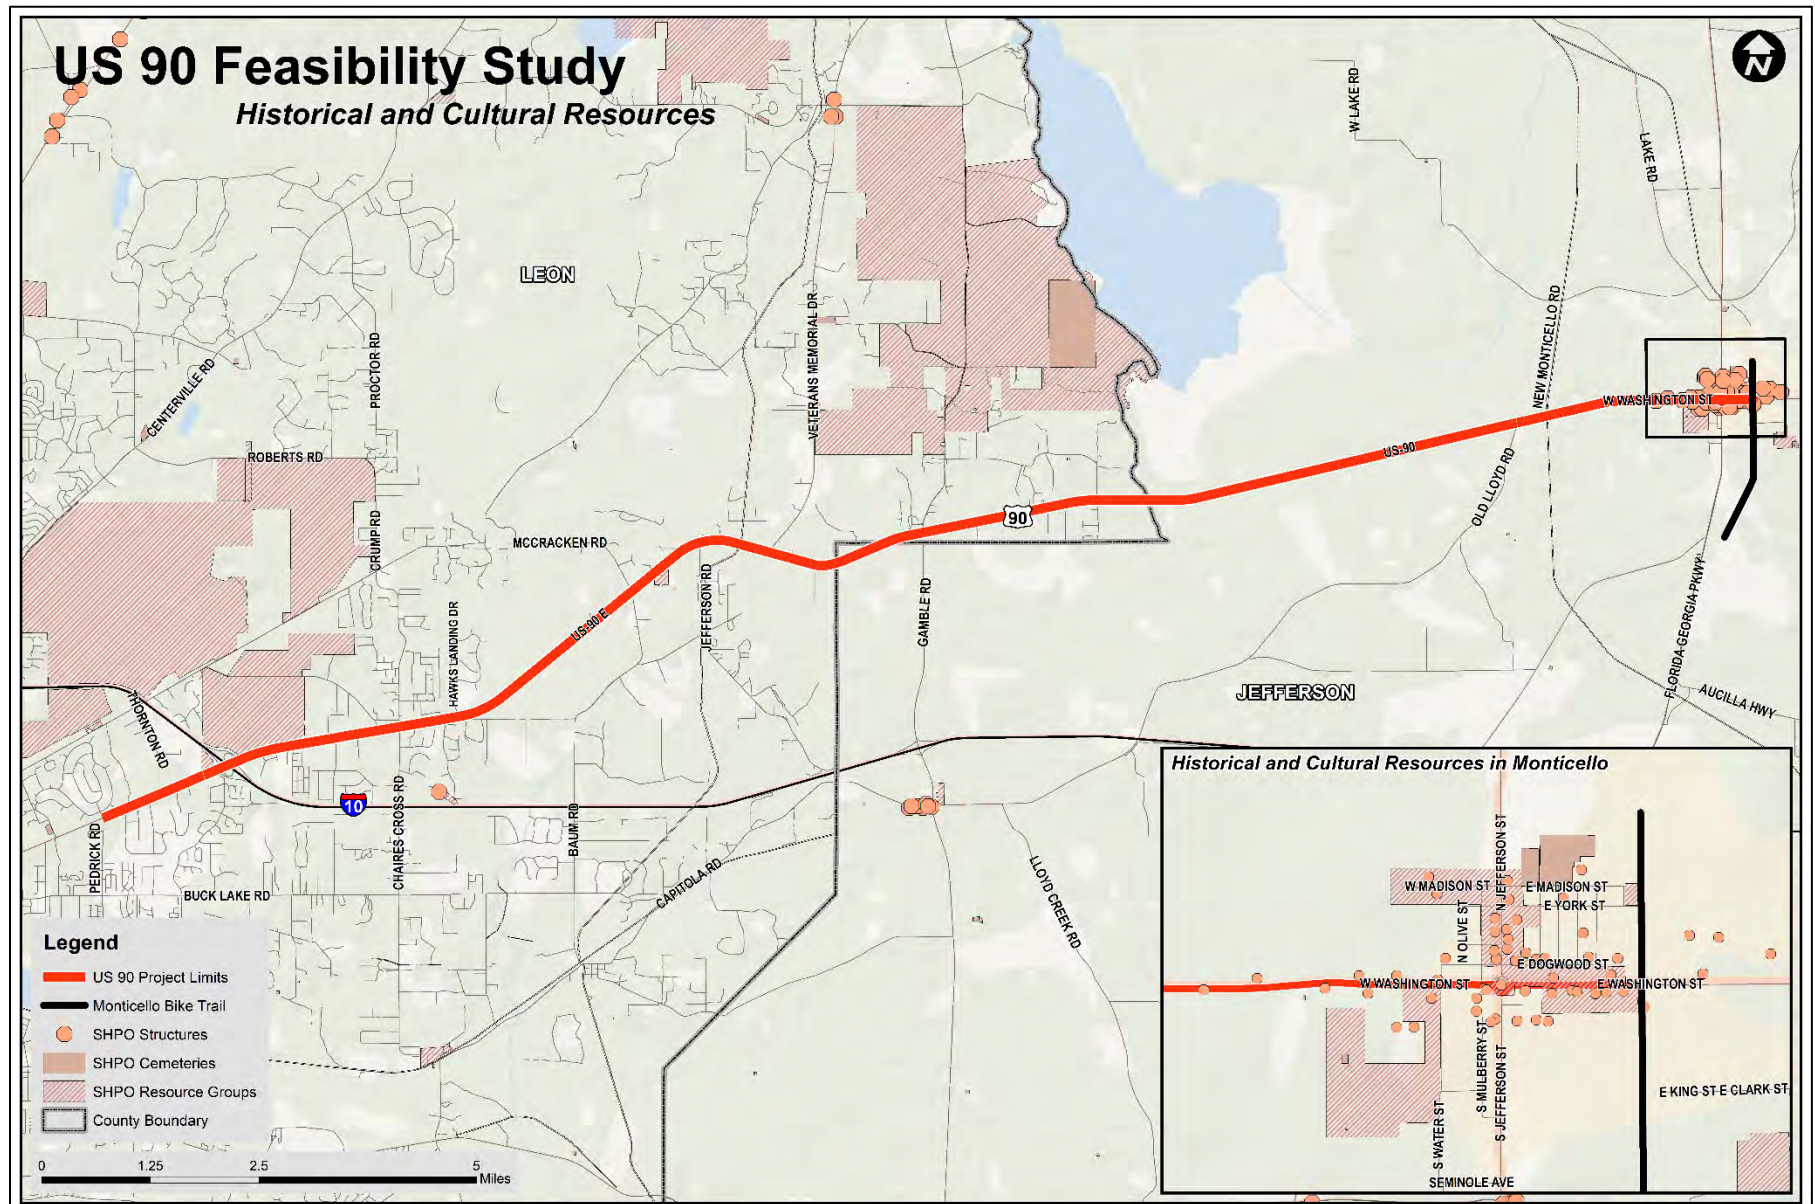 US 90 Feasibility Study
Historical and Cultural Resources
N
W LAKE RD
LAKE RD
LEON
NEW MONTICELLO RD
VETERANS MEMORIAL DR
PROCTOR RD
CENTERVILLE RD
W WASHINGTON ST
ROBERTS RD
US-90
OLD LLOYD RD
90
CRUMP RD
MCCRACKEN RD
JEFFERSON RD
GAMBLE RD
US-90 E
HAWKS LANDING DR
FLORIDA-GEORGIA PKWY
JEFFERSON
AUCILLA HWY
THORNTON RD
10
CHAIRES CROSS RD
BAUM RD
PEDRICK RD
BUCK LAKE RD
CAPITOLA RD
LLOYD CREEK RD
Legend
US 90 Project Limits
Monticello Bike Trail
SHPO Structures
SHPO Cemeteries
SHPO Resource Groups
County Boundary
0 1.25 2.5 5
Miles
Historical and Cultural Resources in Monticello
N JEFFERSON ST
W MADISON ST
E MADISON ST
E YORK ST
N OLIVE ST
E DOGWOOD ST
W WASHINGTON ST
E WASHINGTON ST
S MULBERRY ST
S JEFFERSON ST
S WATER ST
E KING ST E CLARK ST
SEMINOLE AVE